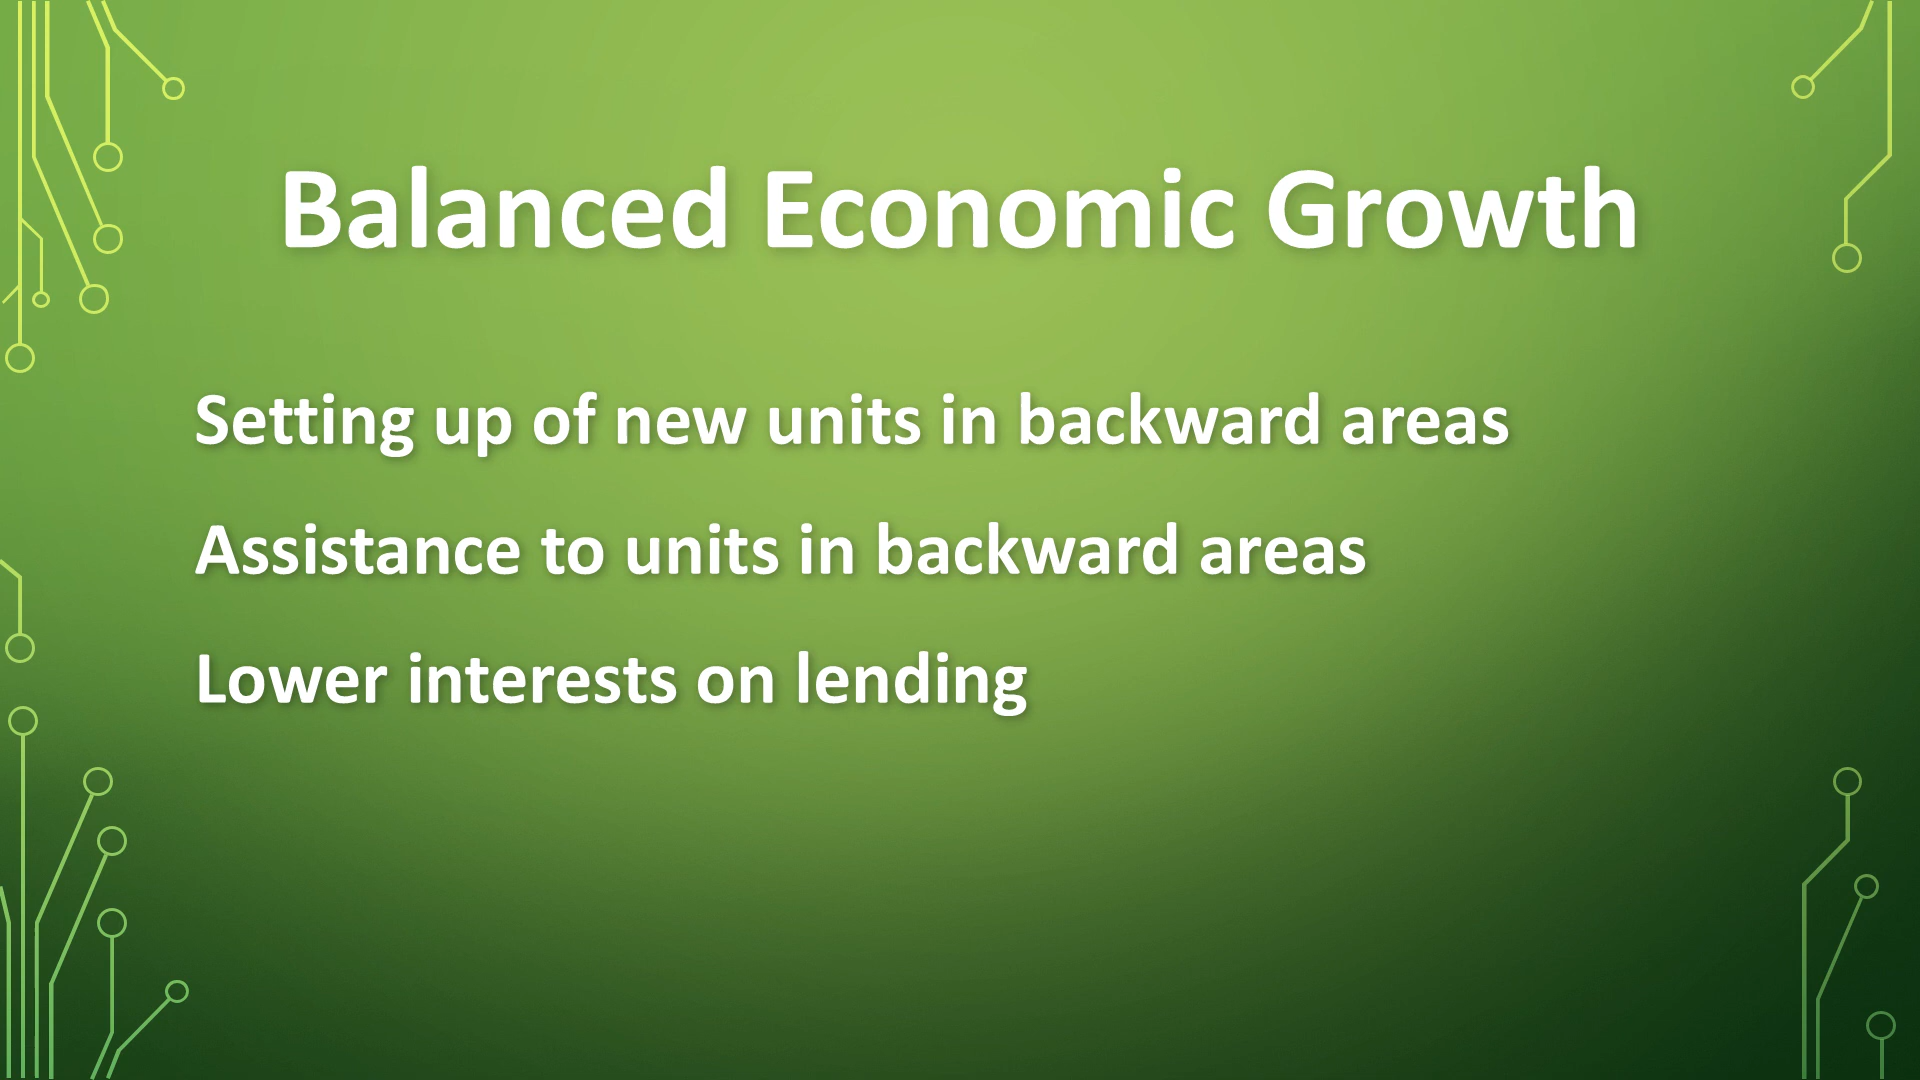 Balanced Economic Growth
Setting up of new units in backward areas
Assistance to units in backward areas
Lower interests on lending